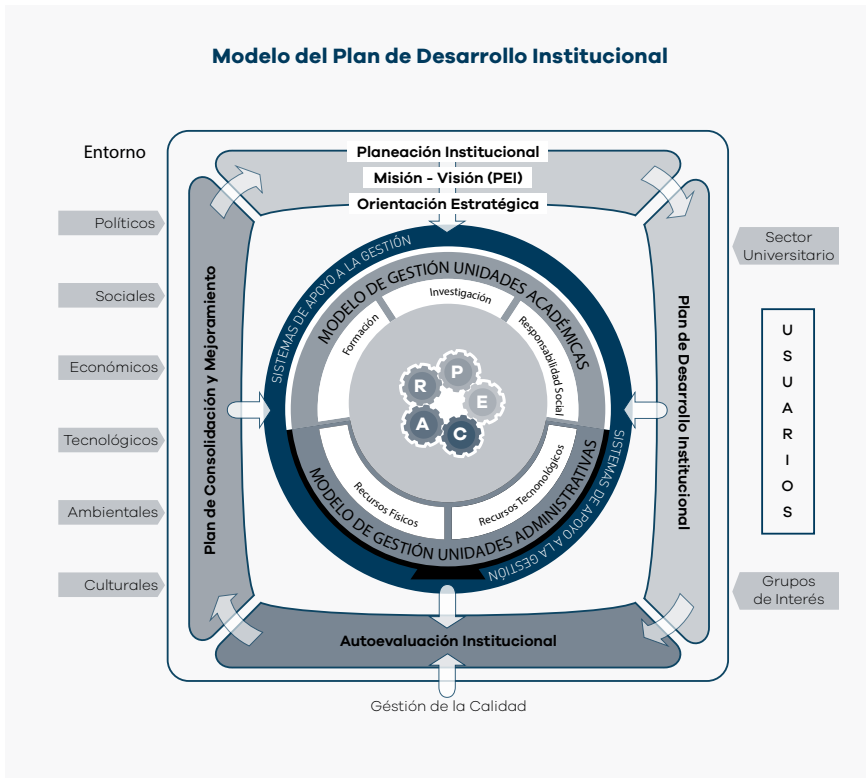 Modelo del Plan de Desarrollo Institucional
Entorno
Planeación Institucional
Misión - Visión (PEI)
Orientación Estratégica
Políticos
Sociales
Económicos
Tecnológicos
Ambientales
Culturales
Plan de Consolidación y Mejoramiento
SISTEMAS DE APOYO A LA GESTIÓN
MODELO DE GESTIÓN UNIDADES ACADÉMICAS
Formación
Investigación
Responsabilidad Social
R
P
E
A
C
Recursos Físicos
Recursos Tecnonológicos
MODELO DE GESTIÓN UNIDADES ADMINISTRATIVAS
SISTEMAS DE APOYO A LA GESTIÓN
Plan de Desarrollo Institucional
Sector
Universitario
U
S
U
A
R
I
O
S
Grupos
de Interés
Autoevaluación Institucional
Géstión de la Calidad